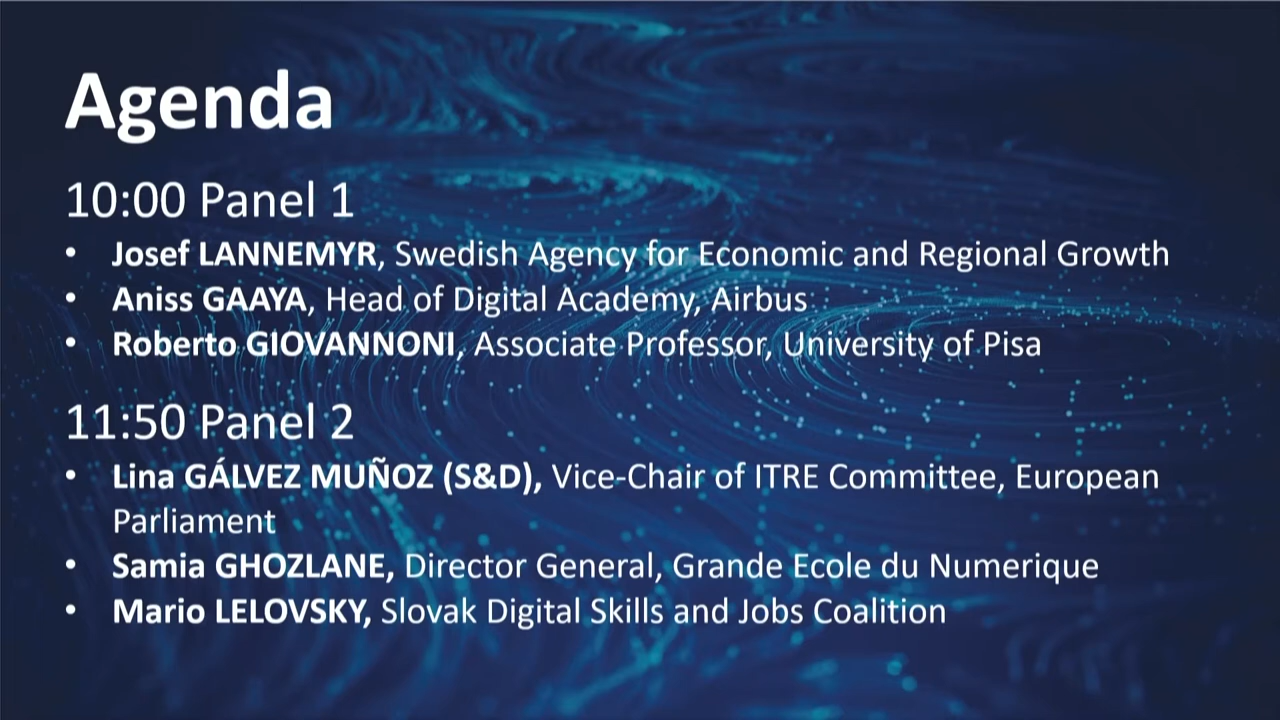 Agenda
10:00 Panel 1
• Josef LANNEMYR, Swedish Agency for Economic and Regional Growth
• Aniss GAAYA, Head of Digital Academy, Airbus
• Roberto GIOVANNONI, Associate Professor, University of Pisa
11:50 Panel 2
• Lina GÁLVEZ MUÑOZ (S&D), Vice-Chair of ITRE Committee, European
Parliament
• Samia GHOZLANE, Director General, Grande Ecole du Numerique
• Mario LELOVSKY, Slovak Digital Skills and Jobs Coalition